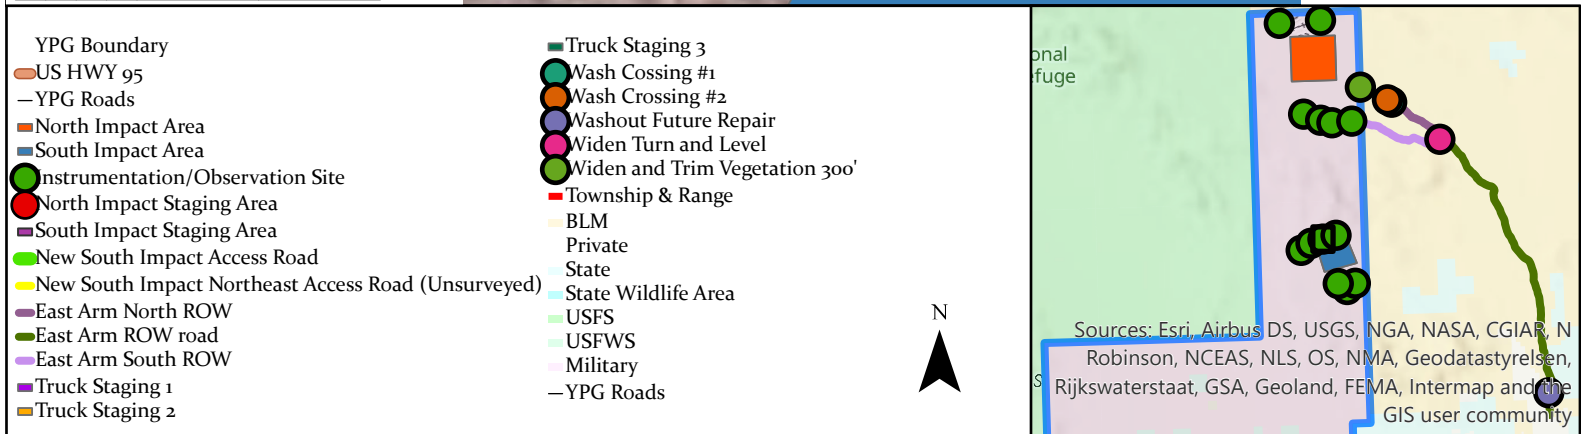 YPG Boundary
US HWY 95
YPG Roads
North Impact Area
South Impact Area
Instrumentation/Observation Site
North Impact Staging Area
South Impact Staging Area
New South Impact Access Road
New South Impact Northeast Access Road (Unsurveyed)
East Arm North ROW
East Arm ROW road
East Arm South ROW
Truck Staging 1
Truck Staging 2
Truck Staging 3
Wash Cossing #1
Wash Crossing #2
Washout Future Repair
Widen Turn and Level
Widen and Trim Vegetation 300'
Township & Range
BLM
Private
State
State Wildlife Area
USFS
USFWS
Military
YPG Roads
N
onal
efuge
S
Sources: Esri, Airbus DS, USGS, NGA, NASA, CGIAR, N
Robinson, NCEAS, NLS, OS, NMA, Geodatastyrelsen,
Rijkswaterstaat, GSA, Geoland, FEMA, Intermap and the
GIS user community